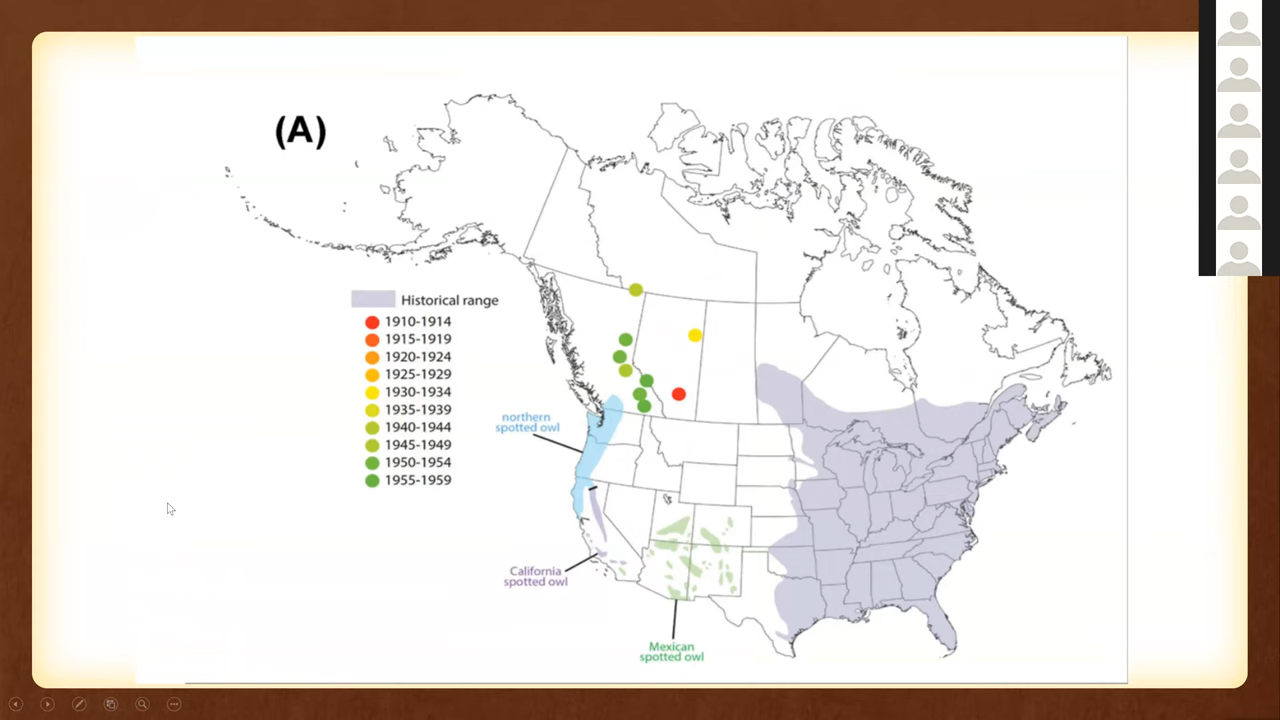 (A)
Historical range
1910-1914
1915-1919
1920-1924
1925-1929
1930-1934
1935-1939
1940-1944
1945-1949
1950-1954
1955-1959
northern
spotted owl
California
spotted owl
Mexican
spotted owl